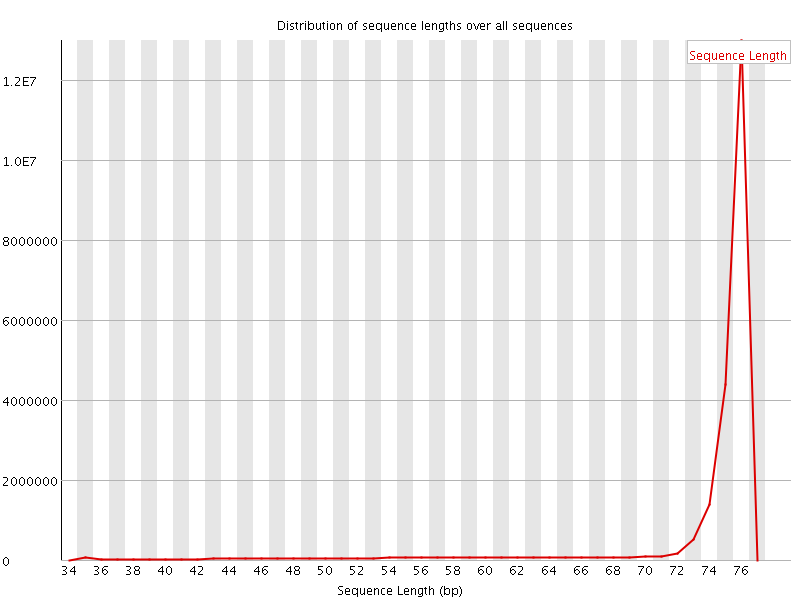 Distribution of sequence lengths over all sequences
Sequence Length
1.2E7
1.0E7
8000000
6000000
4000000
2000000
0
34 36 38 40 42 44 46 48 50 52 54 56 58 60 62 64 66 68 70 72 74 76
Sequence Length (bp)